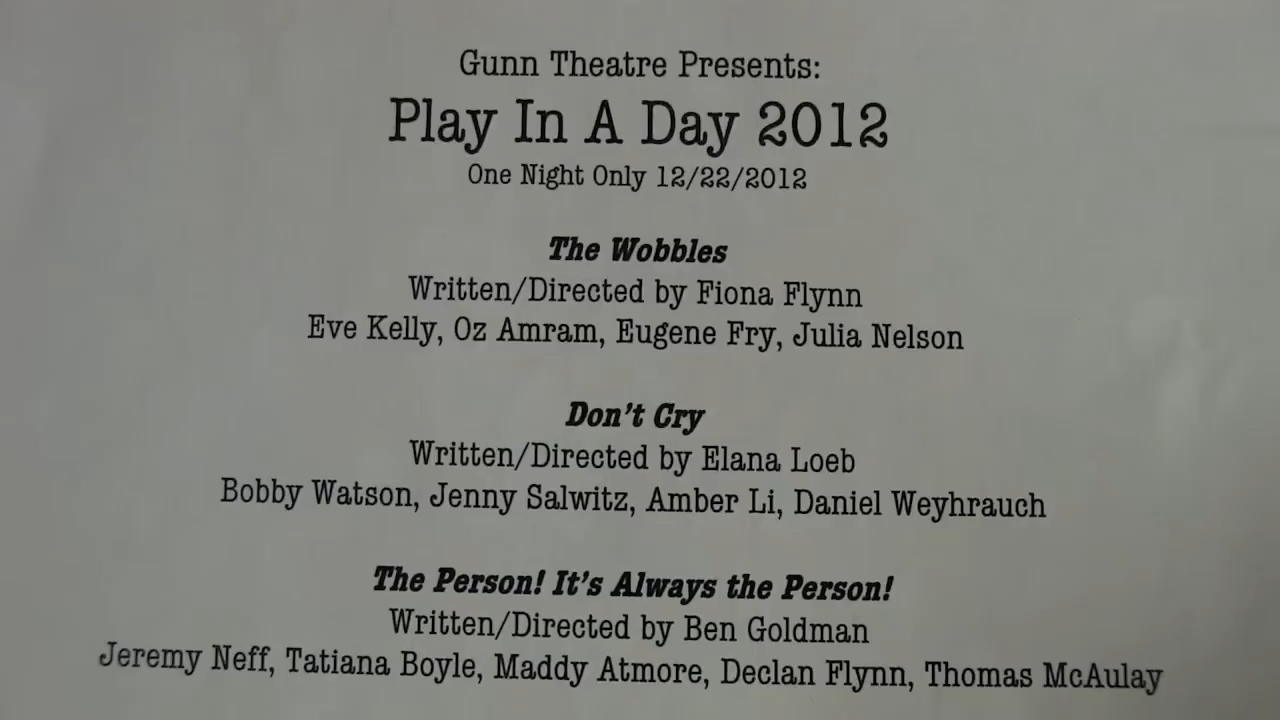 Gunn Theatre Presents:
Play In A Day 2012
One Night Only 12/22/2012
The Wobbles
Written/Directed by Fiona Flynn
Eve Kelly, Oz Amram, Eugene Fry, Julia Nelson
Don't Cry
Written/Directed by Elana Loeb
Bobby Watson, Jenny Salwitz, Amber Li, Daniel Weyhrauch
The Person! It's Always the Person!
Written/Directed by Ben Goldman
Jeremy Neff, Tatiana Boyle, Maddy Atmore, Declan Flynn, Thomas McAulay